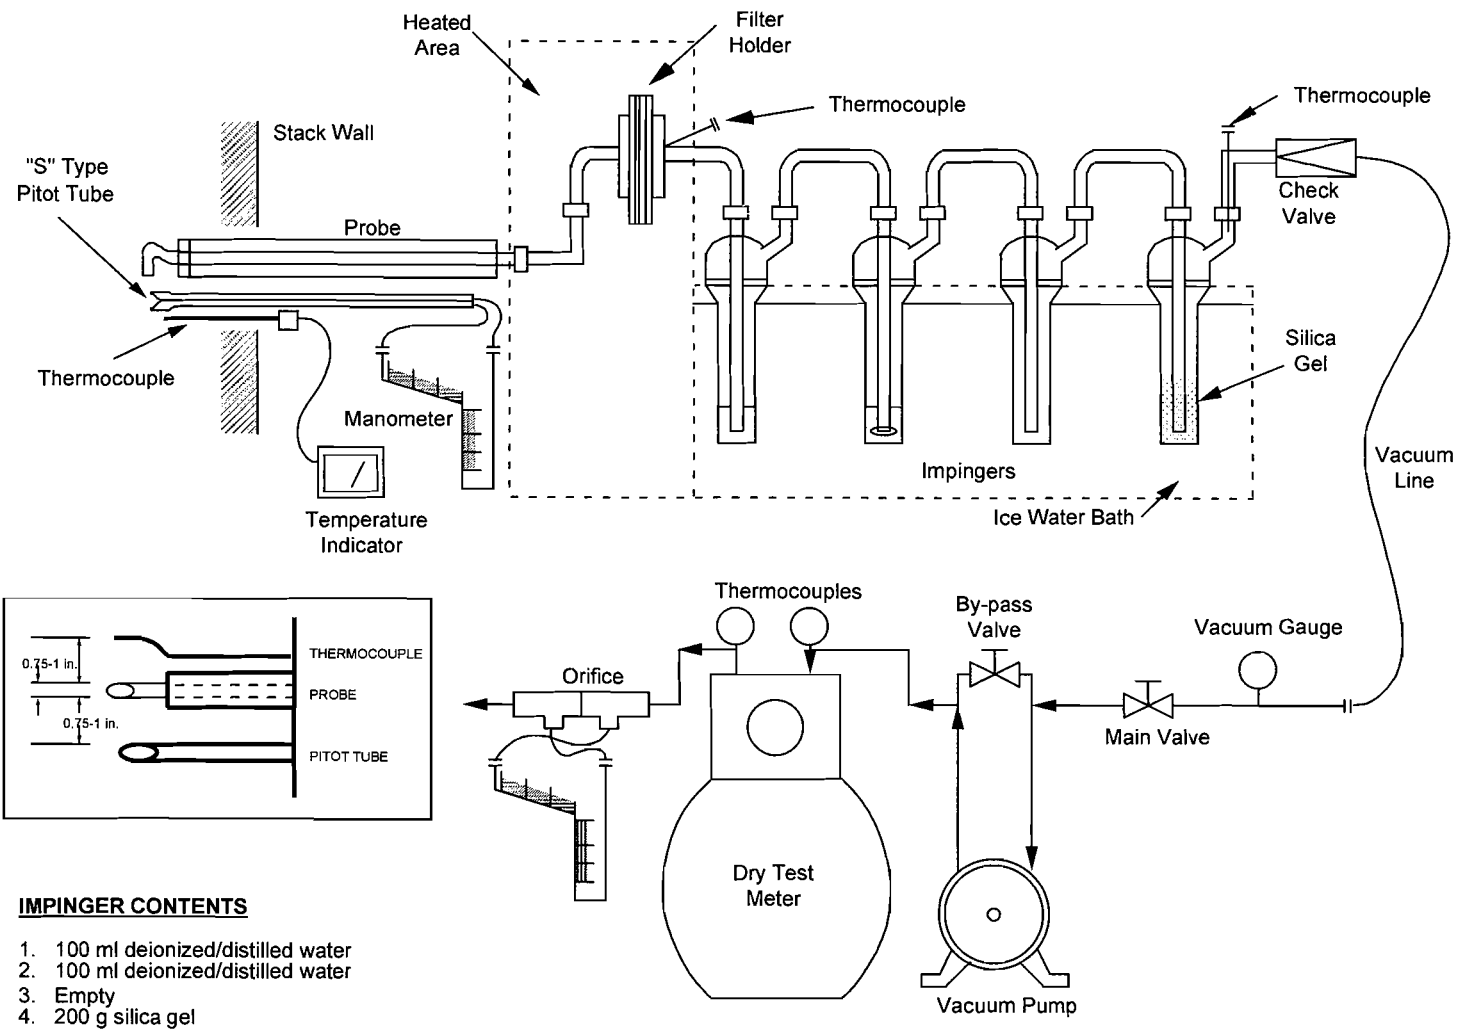 Heated
Area
Filter
Holder
Thermocouple
Thermocouple
Stack Wall
"S" Type
Pitot Tube
Probe
Check
Valve
Thermocouple
Manometer
Silica
Gel
Impingers
Vacuum
Line
Ice Water Bath
Temperature
Indicator
Thermocouples
By-pass
Valve
Vacuum Gauge
Orifice
Main Valve
0.75-1 in.
THERMOCOUPLE
PROBE
0.75-1 in.
PITOT TUBE
Dry Test
Meter
Vacuum Pump
IMPINGER CONTENTS
1. 100 ml deionized/distilled water
2. 100 ml deionized/distilled water
3. Empty
4. 200 g silica gel